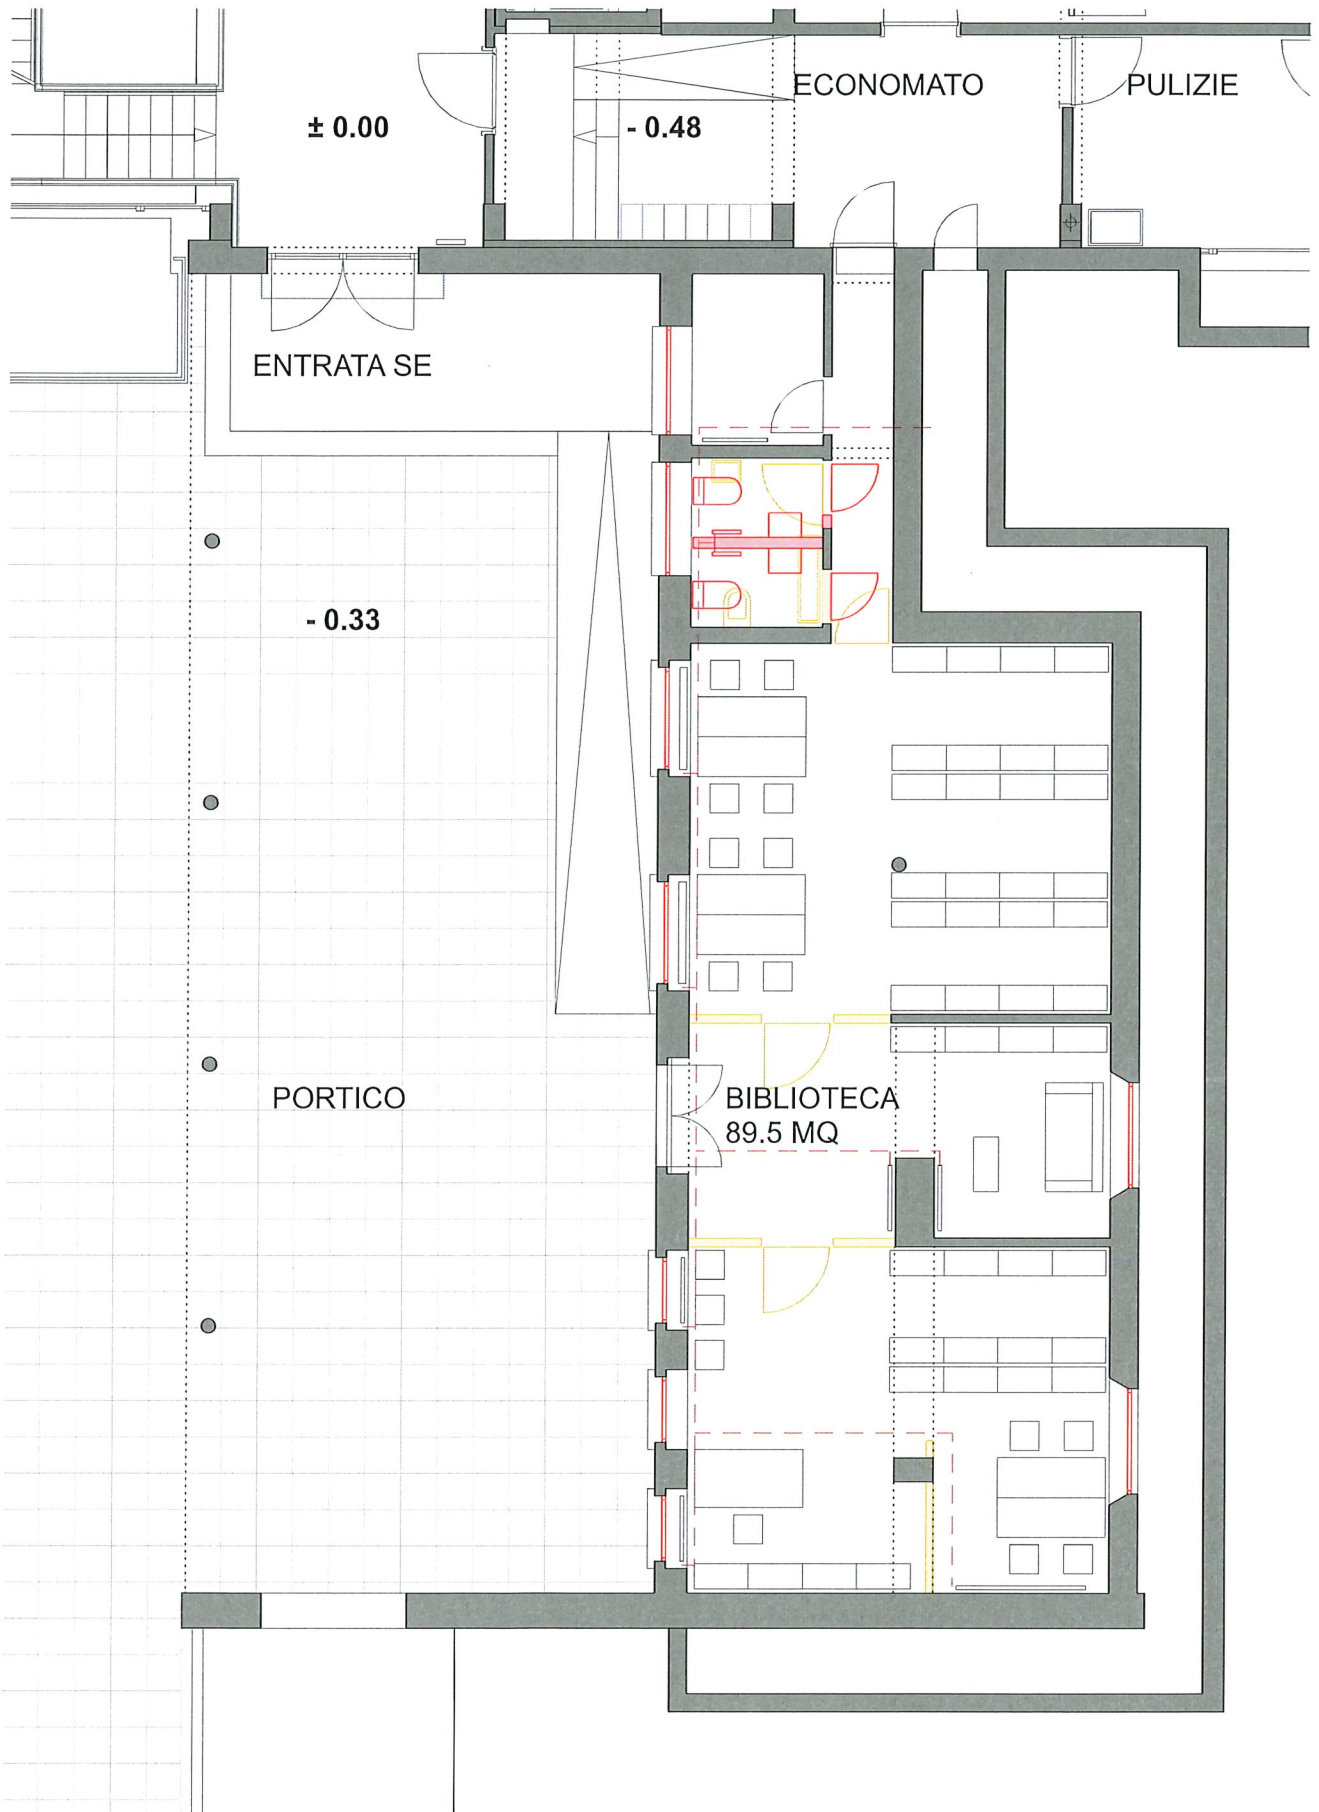 ECONOMATO
PULIZIE
± 0.00
- 0.48
ENTRATA SE
- 0.33
PORTICO
BIBLIOTECA
89.5 MQ